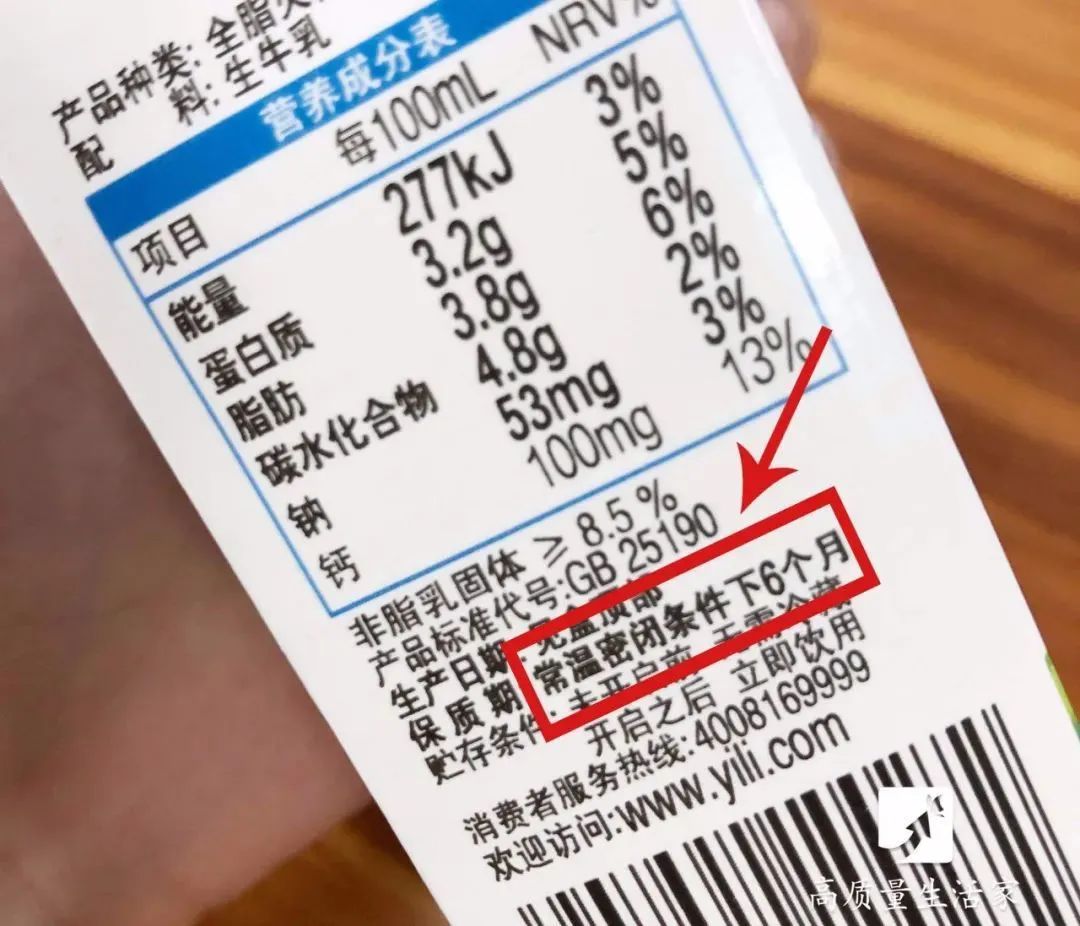 产品种类: 全脂灭
配 料: 生牛乳
营养成分表
项目 每100mL NRV%
能量 277kJ 3%
蛋白质 3.2g 5%
脂肪 3.8g 6%
碳水化合物 4.8g 2%
钠 53mg 3%
钙 100mg 13%
非脂乳固体 ≥ 8.5 %
产品标准代号:GB 25190
生产日期: 见盒顶部
保 质 期: 常温密闭条件下6个月
贮存条件: 未开启前 无需冷藏
开启之后 立即饮用
消费者服务热线:4008169999
欢迎访问:www.yili.com
高质量生活家